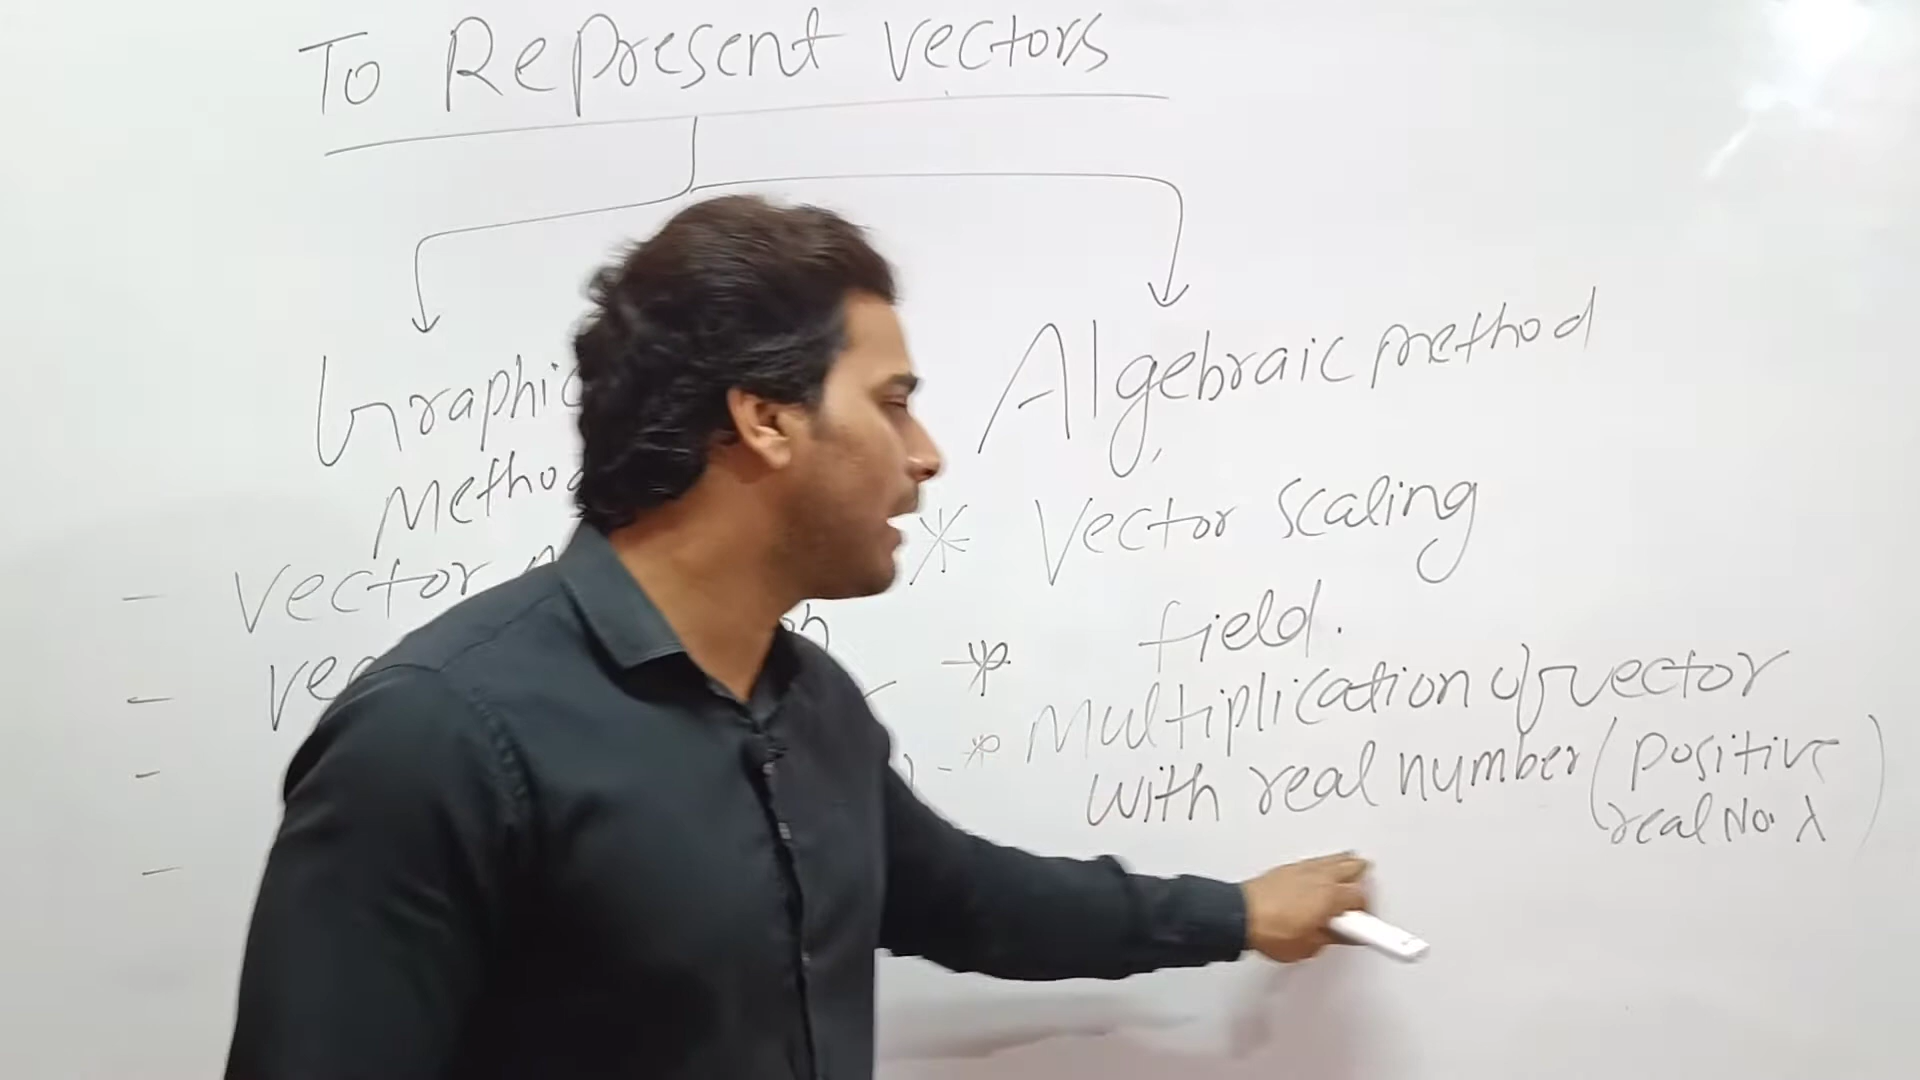 To Represent vectors
Graphic
Method
Algebraic method
- vector
* Vector scaling
field.
* Multiplication of vector
with real number (positive
real No. λ)